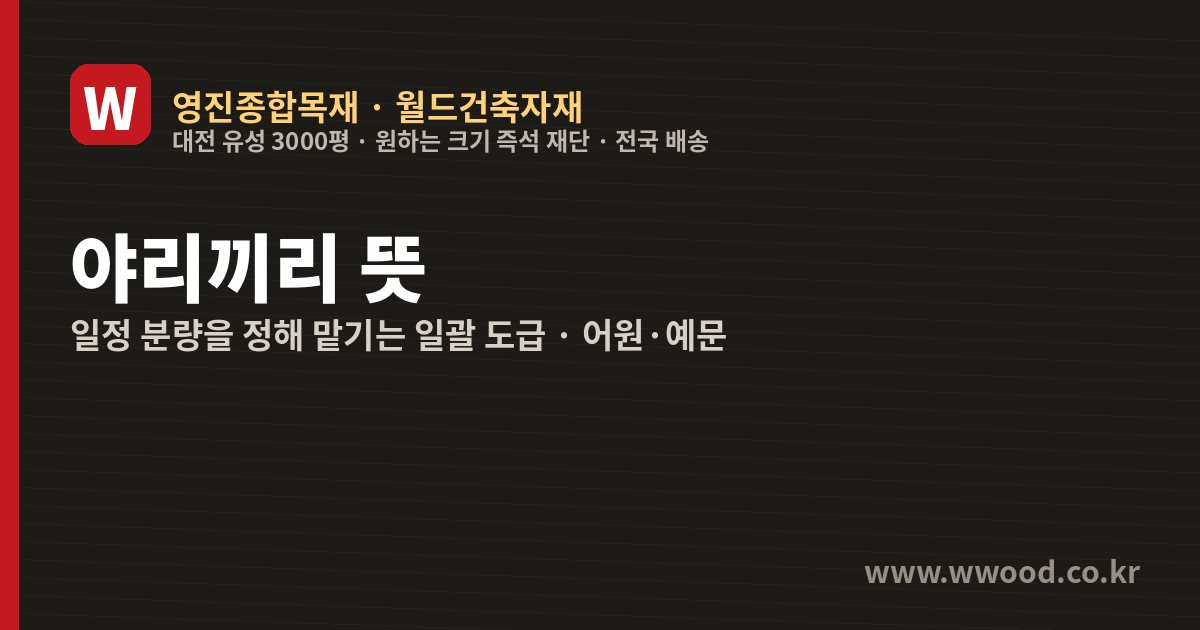 W
영진종합목재 · 월드건축자재
대전 유성 3000평 · 원하는 크기 즉석 재단 · 전국 배송
야리끼리 뜻
일정 분량을 정해 맡기는 일괄 도급 · 어원·예문
www.wwood.co.kr